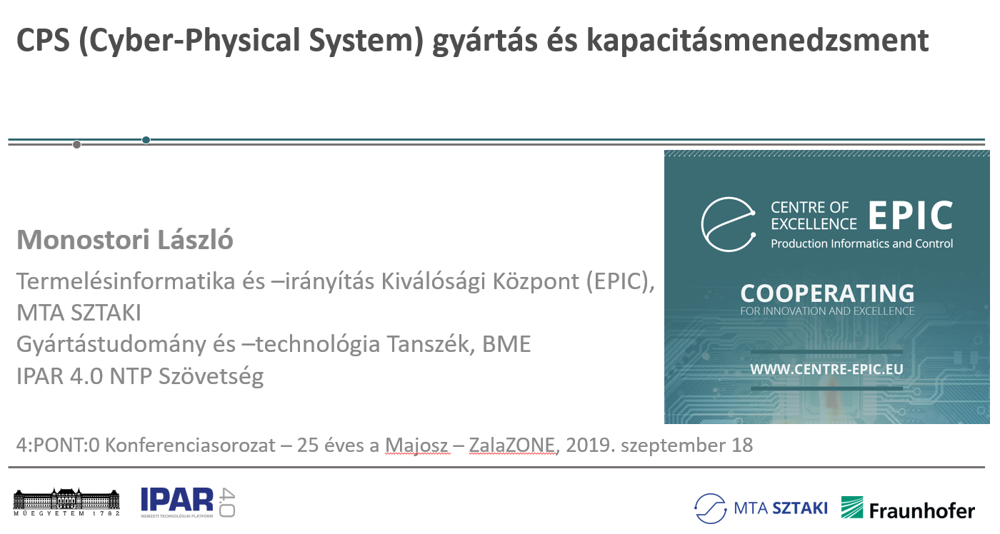 CPS (Cyber-Physical System) gyártás és kapacitásmenedzsment
CENTRE OF
EXCELLENCE EPIC
Production Informatics and Control
COOPERATING
FOR INNOVATION AND EXCELLENCE
WWW.CENTRE-EPIC.EU
Monostori László
Termelésinformatika és –irányítás Kiválósági Központ (EPIC),
MTA SZTAKI
Gyártástudomány és –technológia Tanszék, BME
IPAR 4.0 NTP Szövetség
4:PONT:0 Konferenciasorozat – 25 éves a Majosz – ZalaZONE, 2019. szeptember 18
MŰEGYETEM 1782
IPAR 4.0
NEMZETI TECHNOLÓGIAI PLATFORM
MTA SZTAKI
Fraunhofer